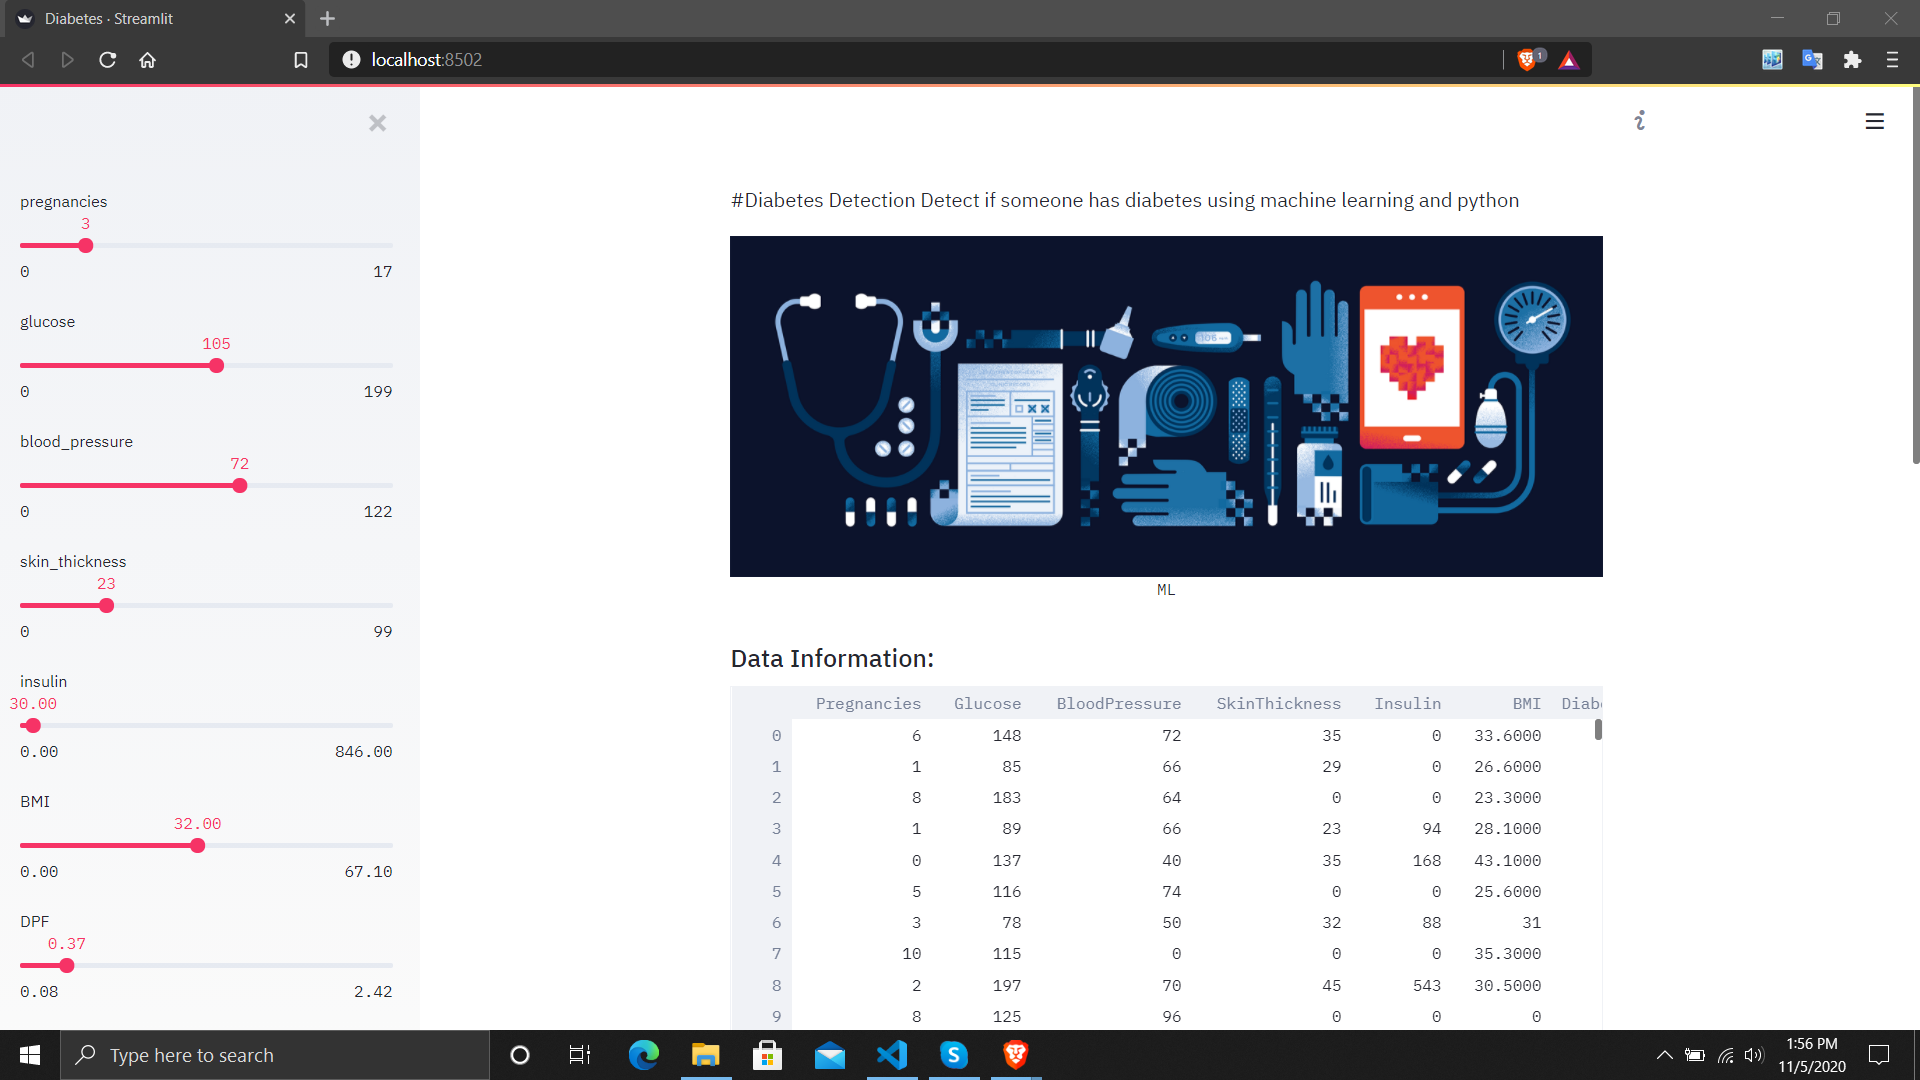 Diabetes · Streamlit
localhost:8502
1
pregnancies
3
0 17
glucose
105
0 199
blood_pressure
72
0 122
skin_thickness
23
0 99
insulin
30.00
0.00 846.00
BMI
32.00
0.00 67.10
DPF
0.37
0.08 2.42
#Diabetes Detection Detect if someone has diabetes using machine learning and python
106
ML
Data Information:
Pregnancies Glucose BloodPressure SkinThickness Insulin BMI Diab
0 6 148 72 35 0 33.6000
1 1 85 66 29 0 26.6000
2 8 183 64 0 0 23.3000
3 1 89 66 23 94 28.1000
4 0 137 40 35 168 43.1000
5 5 116 74 0 0 25.6000
6 3 78 50 32 88 31
7 10 115 0 0 0 35.3000
8 2 197 70 45 543 30.5000
9 8 125 96 0 0 0
Type here to search
1:56 PM
11/5/2020